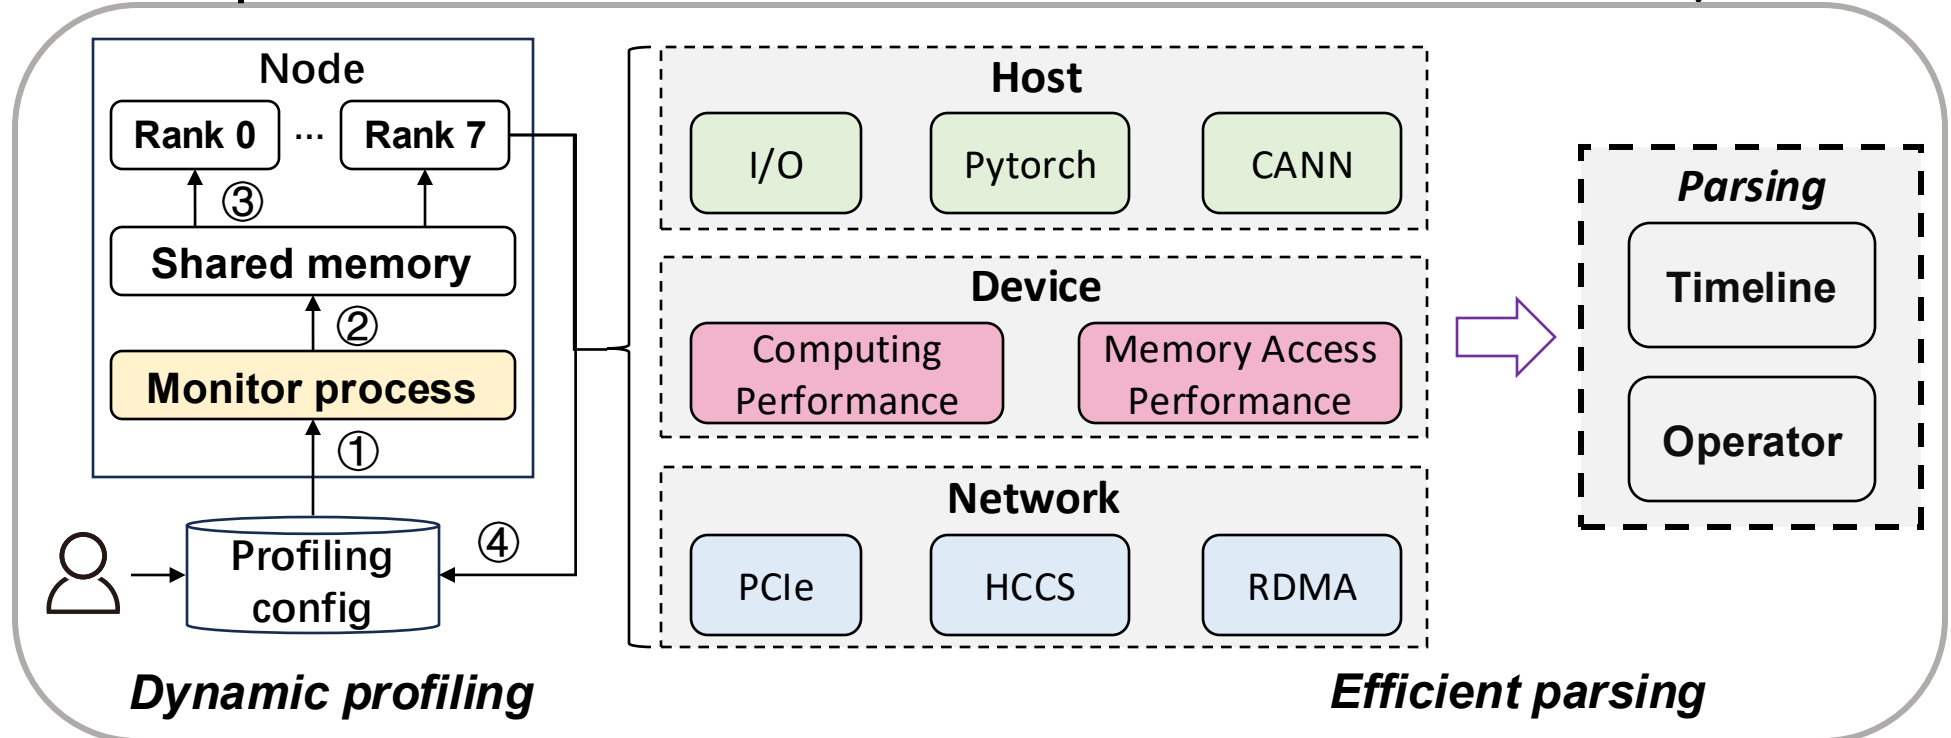 Node
Rank 0 ... Rank 7
③
Shared memory
②
Monitor process
①
Profiling
config
④
Dynamic profiling
Host
I/O Pytorch CANN
Device
Computing
Performance
Memory Access
Performance
Network
PCIe HCCS RDMA
Parsing
Timeline
Operator
Efficient parsing